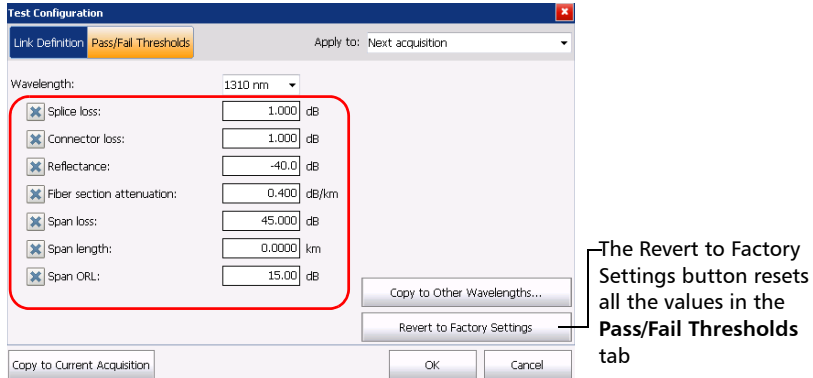 Test Configuration
Link Definition Pass/Fail Thresholds Apply to: Next acquisition
Wavelength: 1310 nm
Splice loss: 1.000 dB
Connector loss: 1.000 dB
Reflectance: -40.0 dB
Fiber section attenuation: 0.400 dB/km
Span loss: 45.000 dB
Span length: 0.0000 km
Span ORL: 15.00 dB
Copy to Other Wavelengths...
Revert to Factory Settings
Copy to Current Acquisition OK Cancel
The Revert to Factory
Settings button resets
all the values in the
Pass/Fail Thresholds
tab